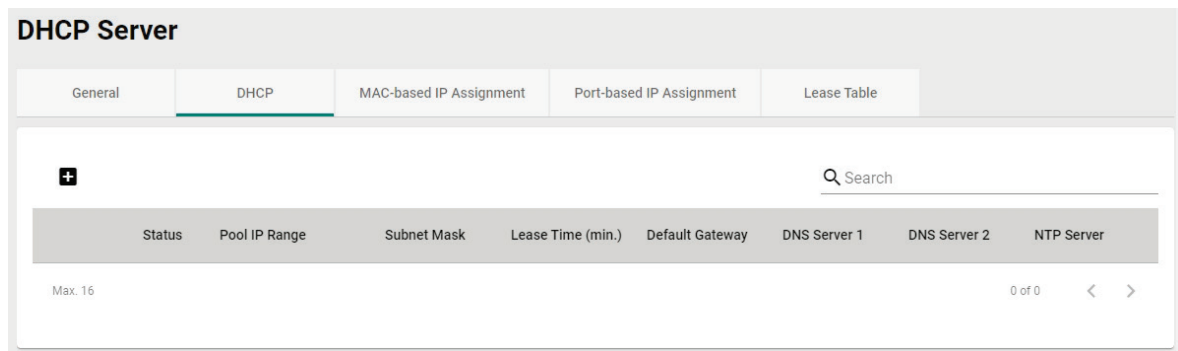 DHCP Server
General DHCP MAC-based IP Assignment Port-based IP Assignment Lease Table
Search
Status Pool IP Range Subnet Mask Lease Time (min.) Default Gateway DNS Server 1 DNS Server 2 NTP Server
Max. 16 0 of 0